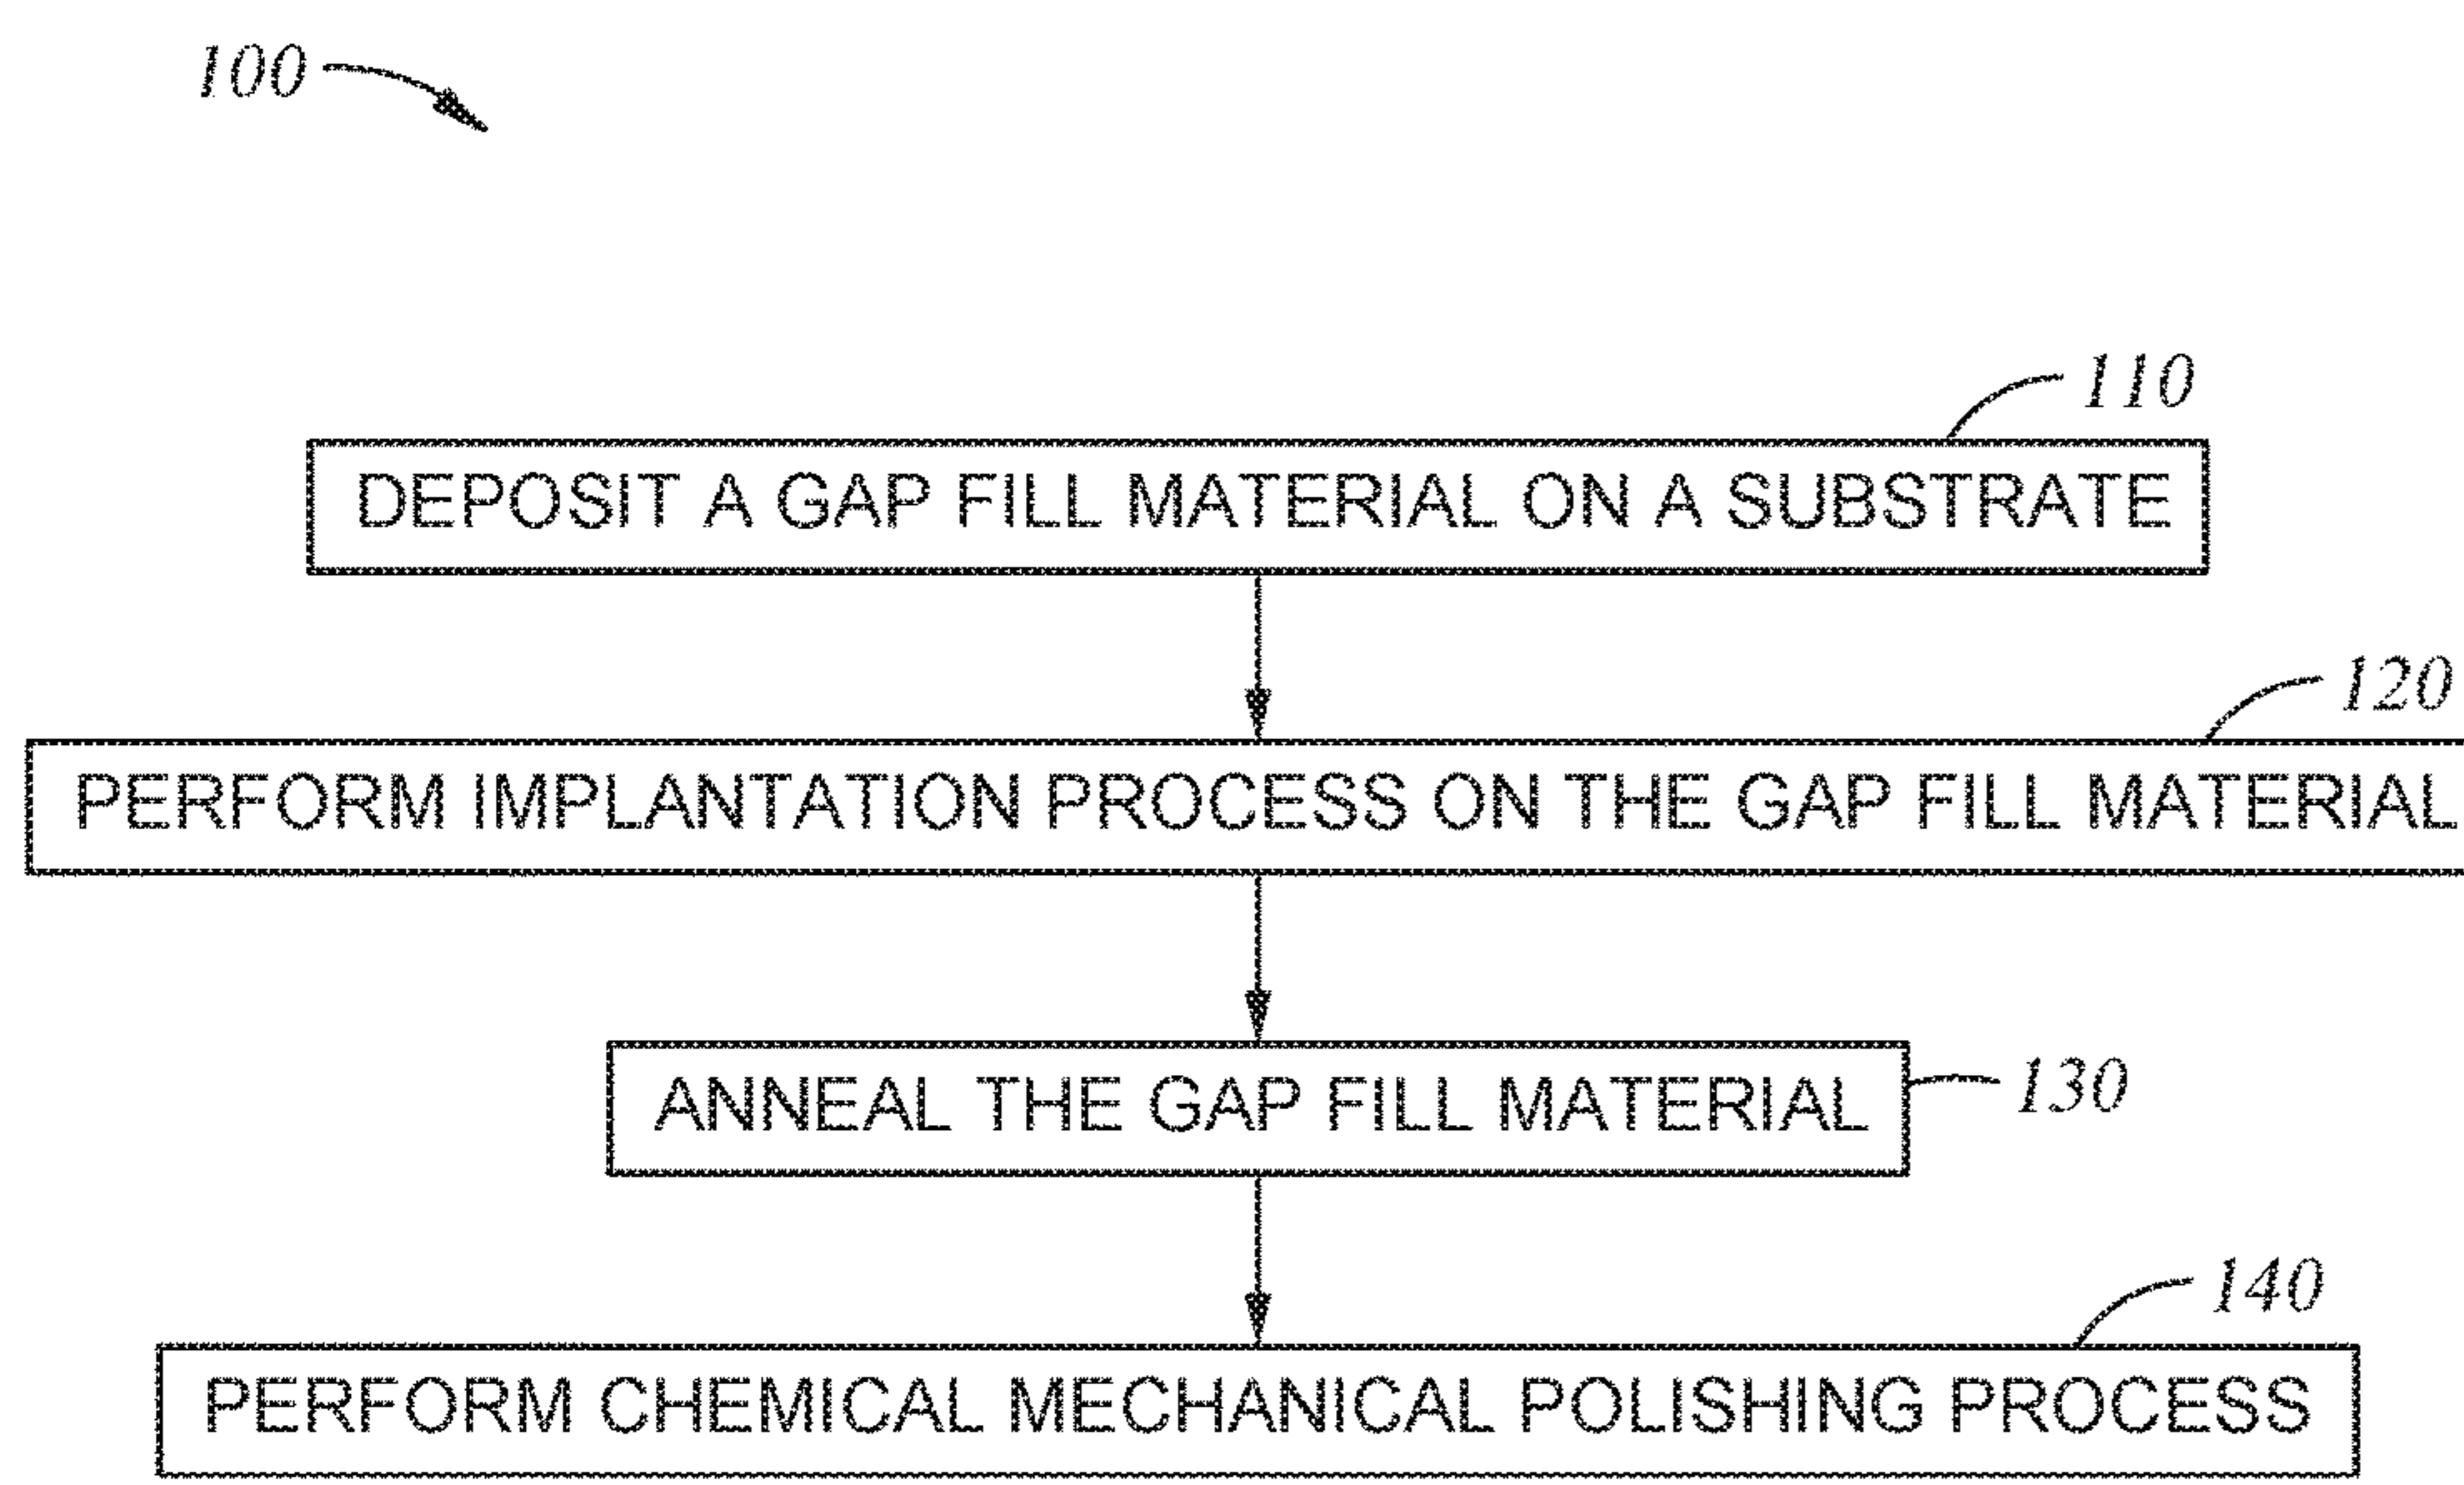 100
110
DEPOSIT A GAP FILL MATERIAL ON A SUBSTRATE
120
PERFORM IMPLANTATION PROCESS ON THE GAP FILL MATERIAL
ANNEAL THE GAP FILL MATERIAL
130
140
PERFORM CHEMICAL MECHANICAL POLISHING PROCESS